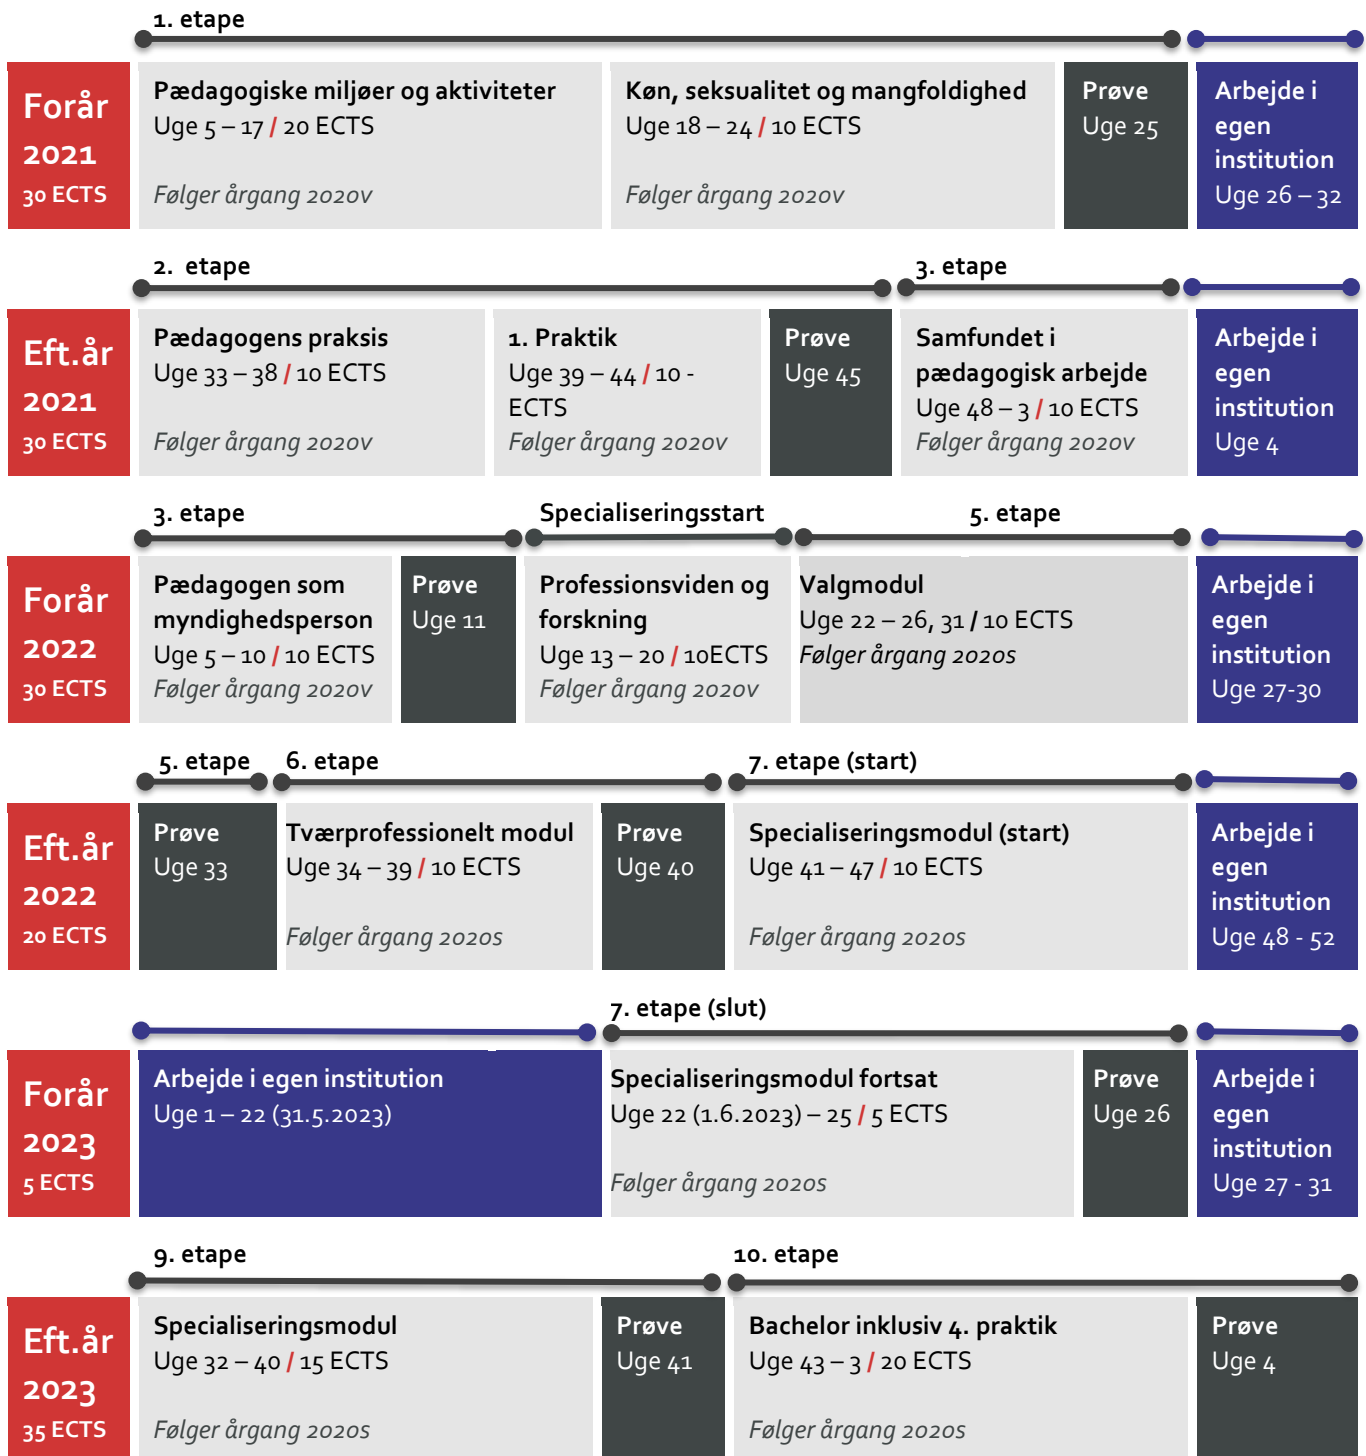 1. etape
Forår
2021
30 ECTS
Pædagogiske miljøer og aktiviteter
Uge 5 – 17 / 20 ECTS
Følger årgang 2020v
Køn, seksualitet og mangfoldighed
Uge 18 – 24 / 10 ECTS
Følger årgang 2020v
Prøve
Uge 25
Arbejde i
egen
institution
Uge 26 – 32
2. etape
3. etape
Eft.år
2021
30 ECTS
Pædagogens praksis
Uge 33 – 38 / 10 ECTS
Følger årgang 2020v
1. Praktik
Uge 39 – 44 / 10 -
ECTS
Følger årgang 2020v
Prøve
Uge 45
Samfundet i
pædagogisk arbejde
Uge 48 – 3 / 10 ECTS
Følger årgang 2020v
Arbejde i
egen
institution
Uge 4
3. etape
Specialiseringsstart
5. etape
Forår
2022
30 ECTS
Pædagogen som
myndighedsperson
Uge 5 – 10 / 10 ECTS
Følger årgang 2020v
Prøve
Uge 11
Professionsviden og
forskning
Uge 13 – 20 / 10ECTS
Følger årgang 2020v
Valgmodul
Uge 22 – 26, 31 / 10 ECTS
Følger årgang 2020s
Arbejde i
egen
institution
Uge 27-30
5. etape
6. etape
7. etape (start)
Eft.år
2022
20 ECTS
Prøve
Uge 33
Tværprofessionelt modul
Uge 34 – 39 / 10 ECTS
Følger årgang 2020s
Prøve
Uge 40
Specialiseringsmodul (start)
Uge 41 – 47 / 10 ECTS
Følger årgang 2020s
Arbejde i
egen
institution
Uge 48 - 52
7. etape (slut)
Forår
2023
5 ECTS
Arbejde i egen institution
Uge 1 – 22 (31.5.2023)
Specialiseringsmodul fortsat
Uge 22 (1.6.2023) – 25 / 5 ECTS
Følger årgang 2020s
Prøve
Uge 26
Arbejde i
egen
institution
Uge 27 - 31
9. etape
10. etape
Eft.år
2023
35 ECTS
Specialiseringsmodul
Uge 32 – 40 / 15 ECTS
Følger årgang 2020s
Prøve
Uge 41
Bachelor inklusiv 4. praktik
Uge 43 – 3 / 20 ECTS
Følger årgang 2020s
Prøve
Uge 4